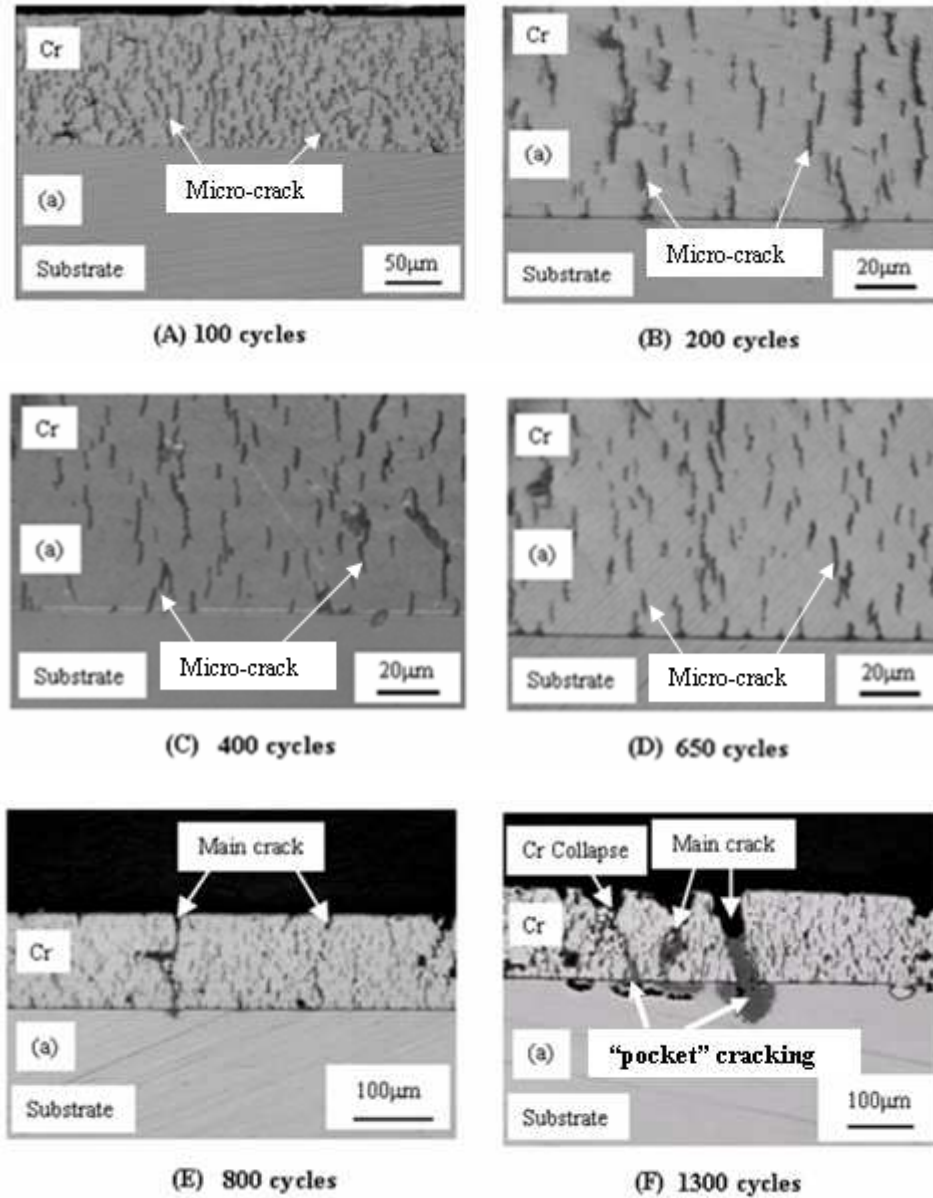 Cr
(a)
Micro-crack
Substrate
50μm
(A) 100 cycles
Cr
(a)
Micro-crack
Substrate
20μm
(B) 200 cycles
Cr
(a)
Micro-crack
Substrate
20μm
(C) 400 cycles
Cr
(a)
Micro-crack
Substrate
20μm
(D) 650 cycles
Main crack
Cr
(a)
Substrate
100μm
(E) 800 cycles
Cr Collapse
Main crack
Cr
(a)
“pocket” cracking
Substrate
100μm
(F) 1300 cycles